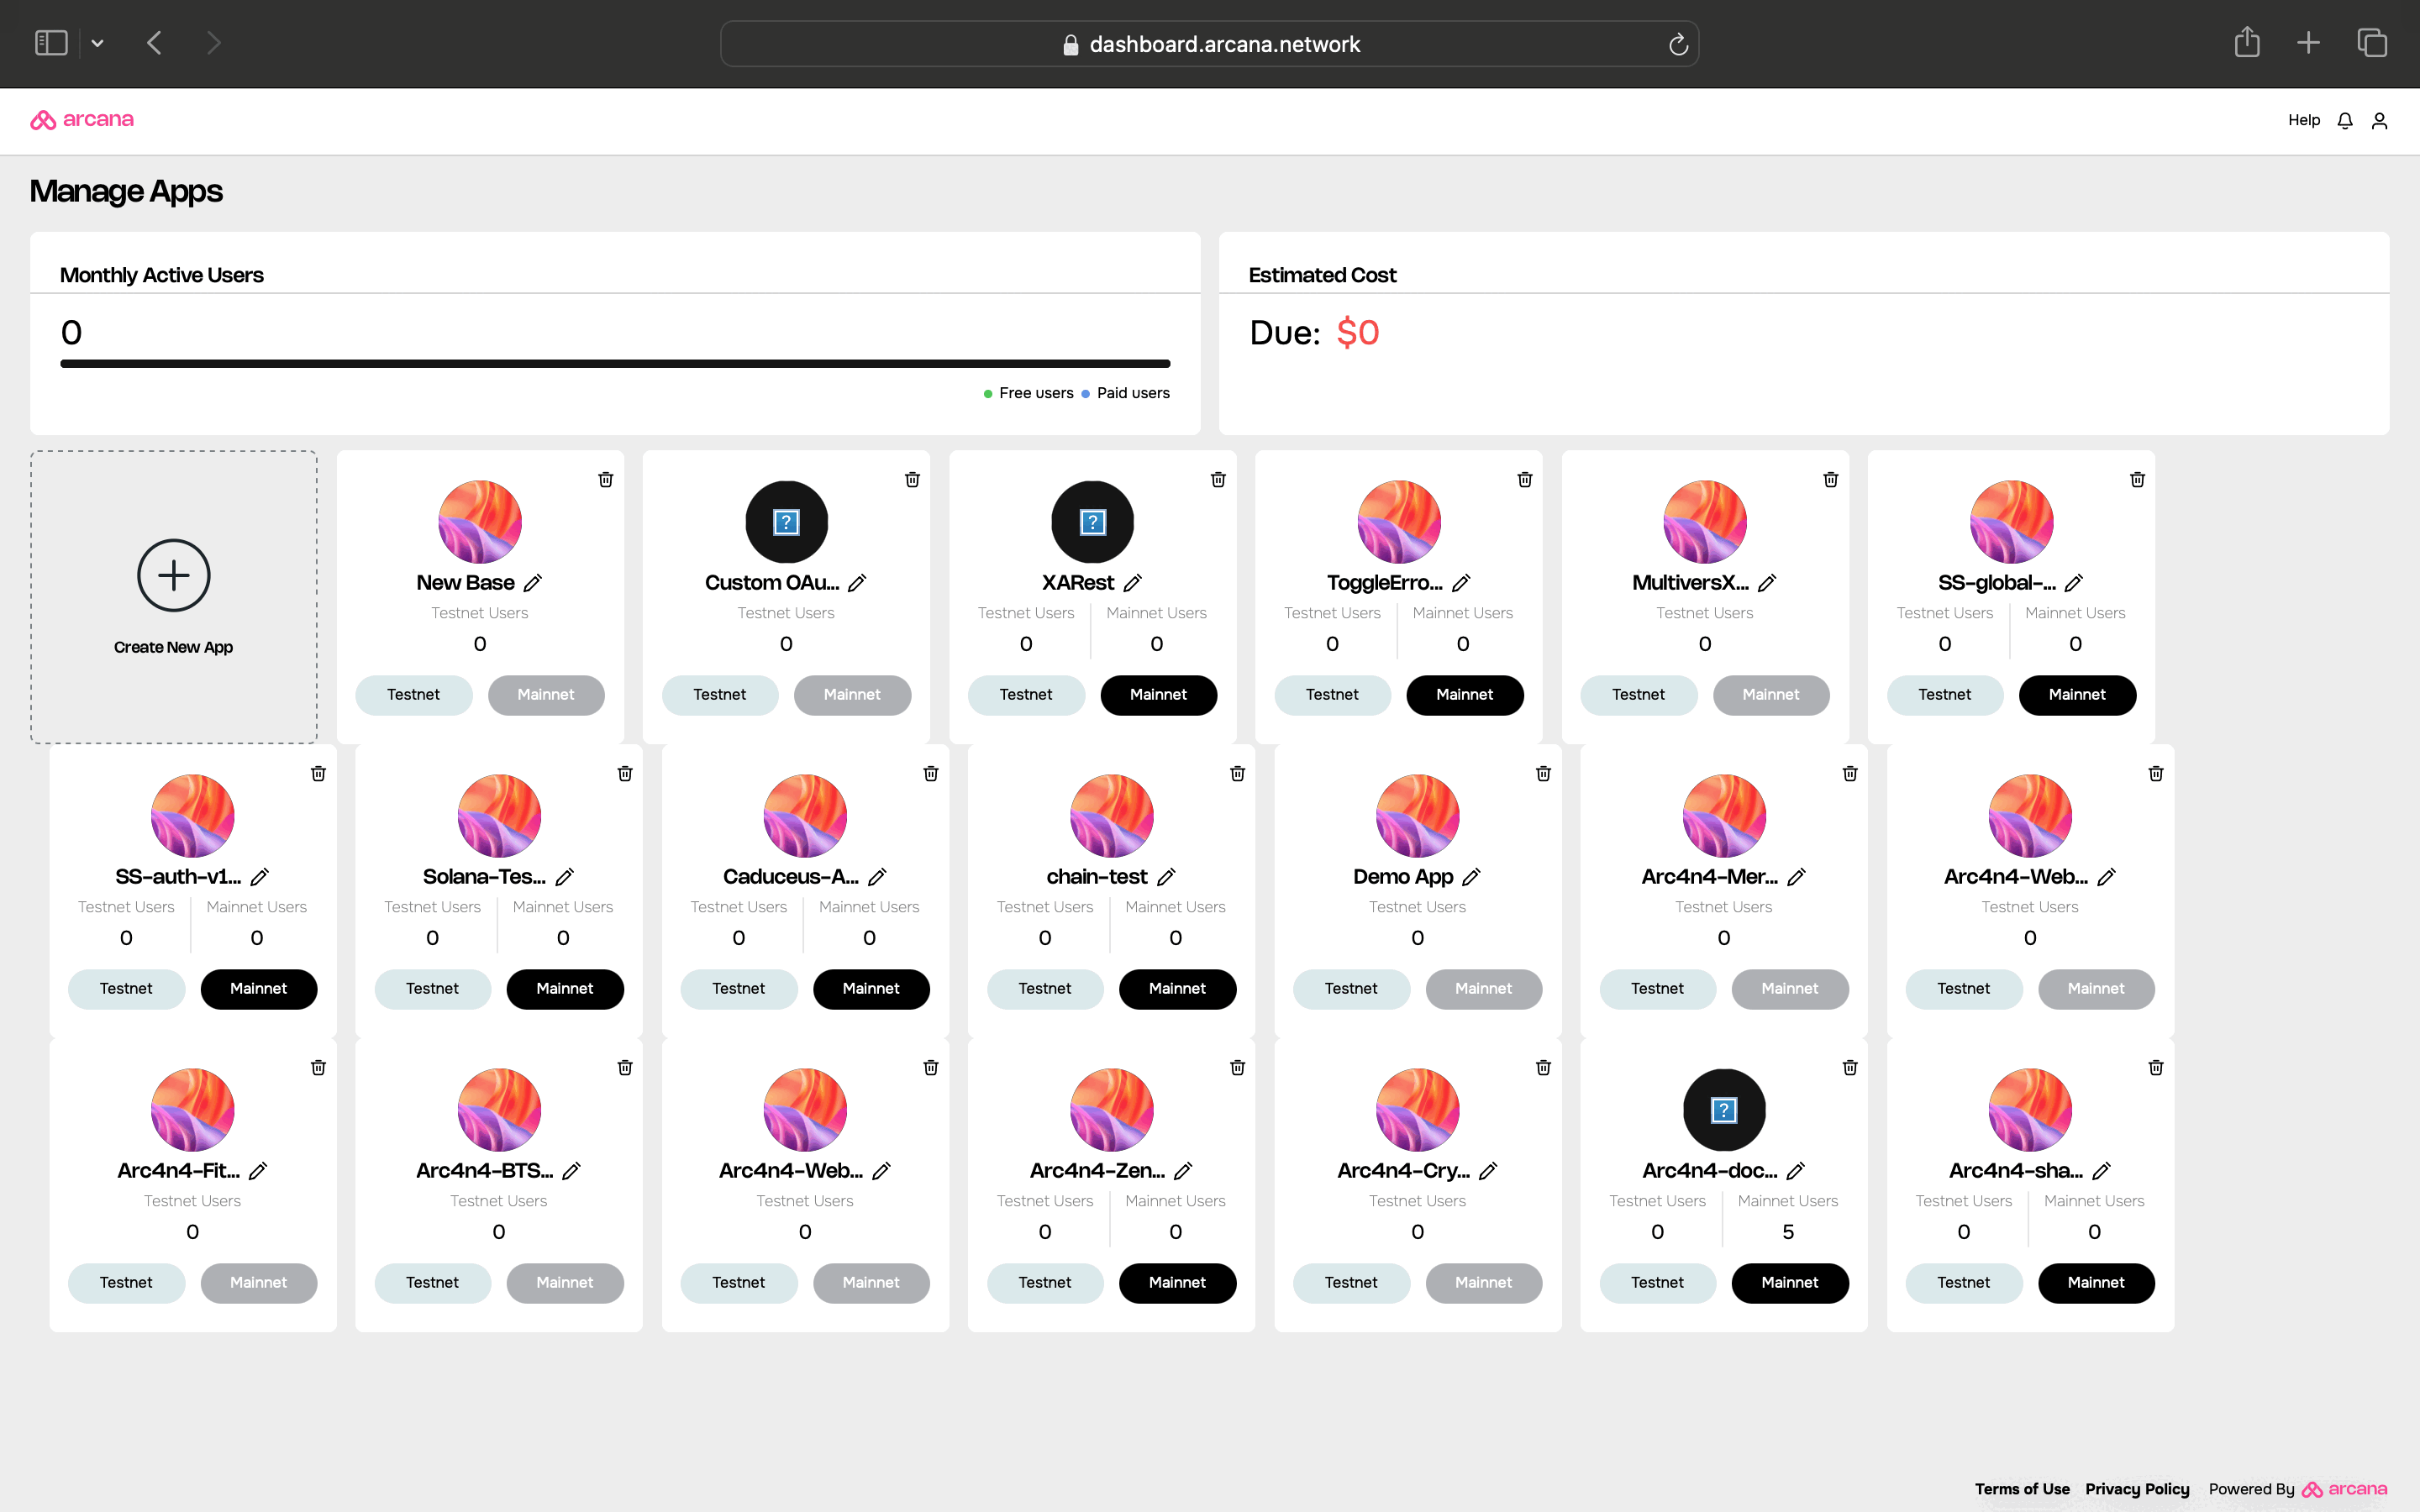 dashboard.arcana.network
arcana
Help
Manage Apps
Monthly Active Users
0
Free users Paid users
Estimated Cost
Due: $0
Create New App
New Base
Testnet Users
0
Testnet Mainnet
Custom OAu...
Testnet Users
0
Testnet Mainnet
XARest
Testnet Users Mainnet Users
0 0
Testnet Mainnet
ToggleErro...
Testnet Users Mainnet Users
0 0
Testnet Mainnet
MultiversX...
Testnet Users
0
Testnet Mainnet
SS-global-...
Testnet Users Mainnet Users
0 0
Testnet Mainnet
SS-auth-v1...
Testnet Users Mainnet Users
0 0
Testnet Mainnet
Solana-Tes...
Testnet Users Mainnet Users
0 0
Testnet Mainnet
Caduceus-A...
Testnet Users Mainnet Users
0 0
Testnet Mainnet
chain-test
Testnet Users Mainnet Users
0 0
Testnet Mainnet
Demo App
Testnet Users
0
Testnet Mainnet
Arc4n4-Mer...
Testnet Users
0
Testnet Mainnet
Arc4n4-Web...
Testnet Users
0
Testnet Mainnet
Arc4n4-Fit...
Testnet Users
0
Testnet Mainnet
Arc4n4-BTS...
Testnet Users
0
Testnet Mainnet
Arc4n4-Web...
Testnet Users
0
Testnet Mainnet
Arc4n4-Zen...
Testnet Users Mainnet Users
0 0
Testnet Mainnet
Arc4n4-Cry...
Testnet Users
0
Testnet Mainnet
Arc4n4-doc...
Testnet Users Mainnet Users
0 5
Testnet Mainnet
Arc4n4-sha...
Testnet Users Mainnet Users
0 0
Testnet Mainnet
Terms of Use Privacy Policy Powered By arcana